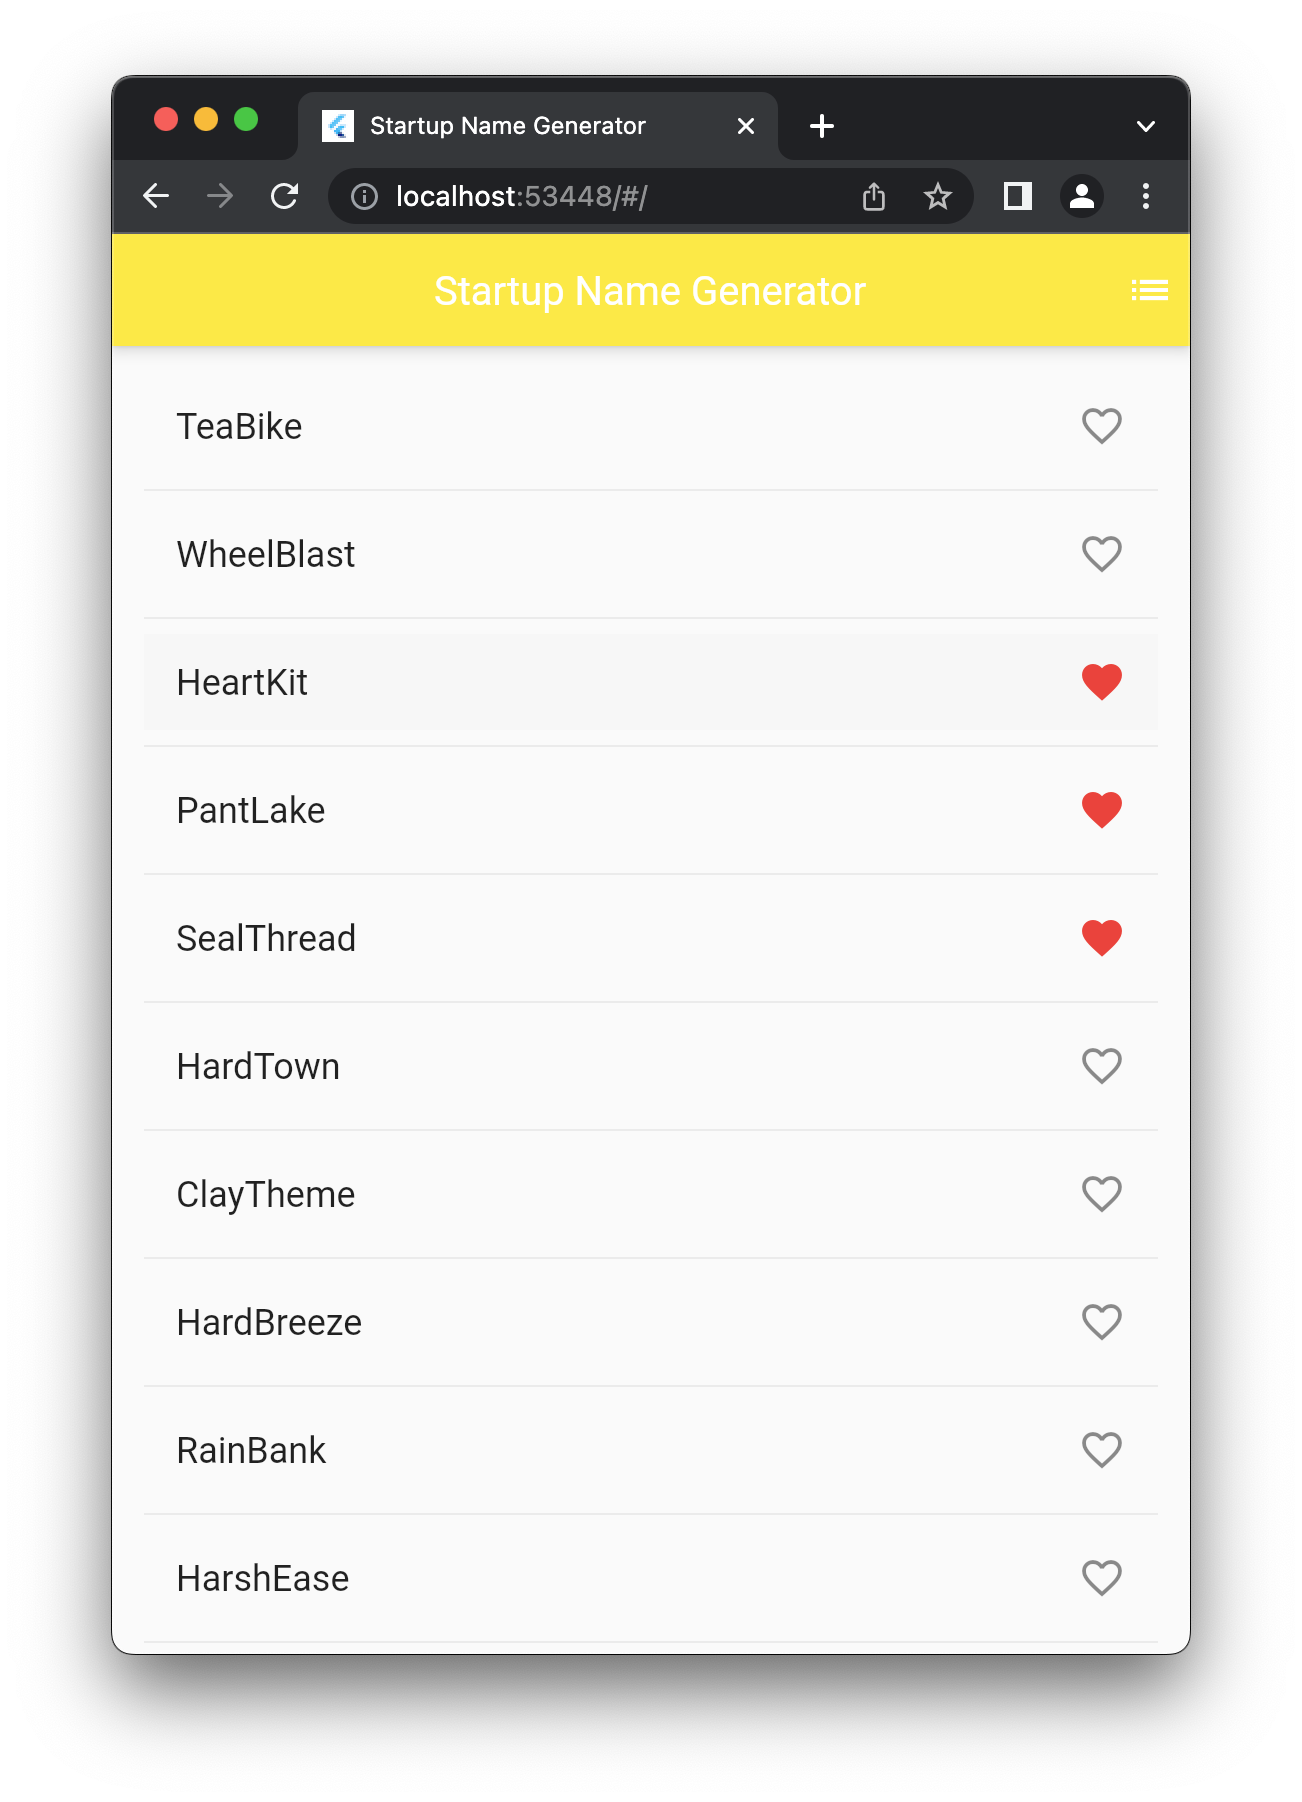 Startup Name Generator
localhost:53448/#/
Startup Name Generator
TeaBike
WheelBlast
HeartKit
PantLake
SealThread
HardTown
ClayTheme
HardBreeze
RainBank
HarshEase